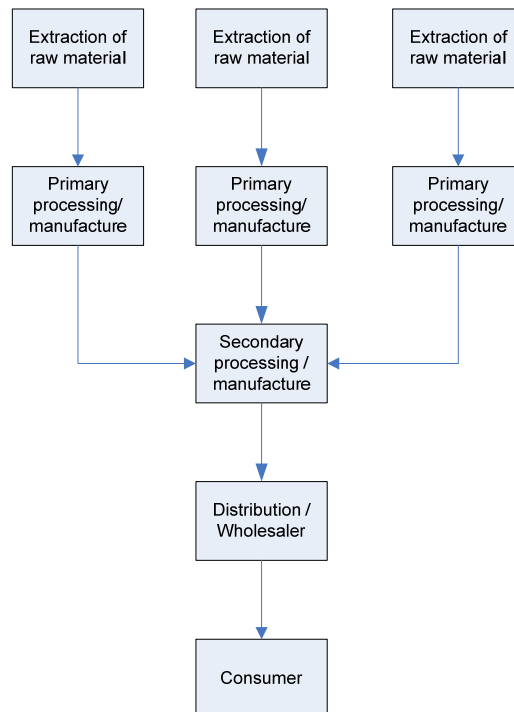 Extraction of
raw material
Extraction of
raw material
Extraction of
raw material
Primary
processing/
manufacture
Primary
processing/
manufacture
Primary
processing/
manufacture
Secondary
processing /
manufacture
Distribution /
Wholesaler
Consumer